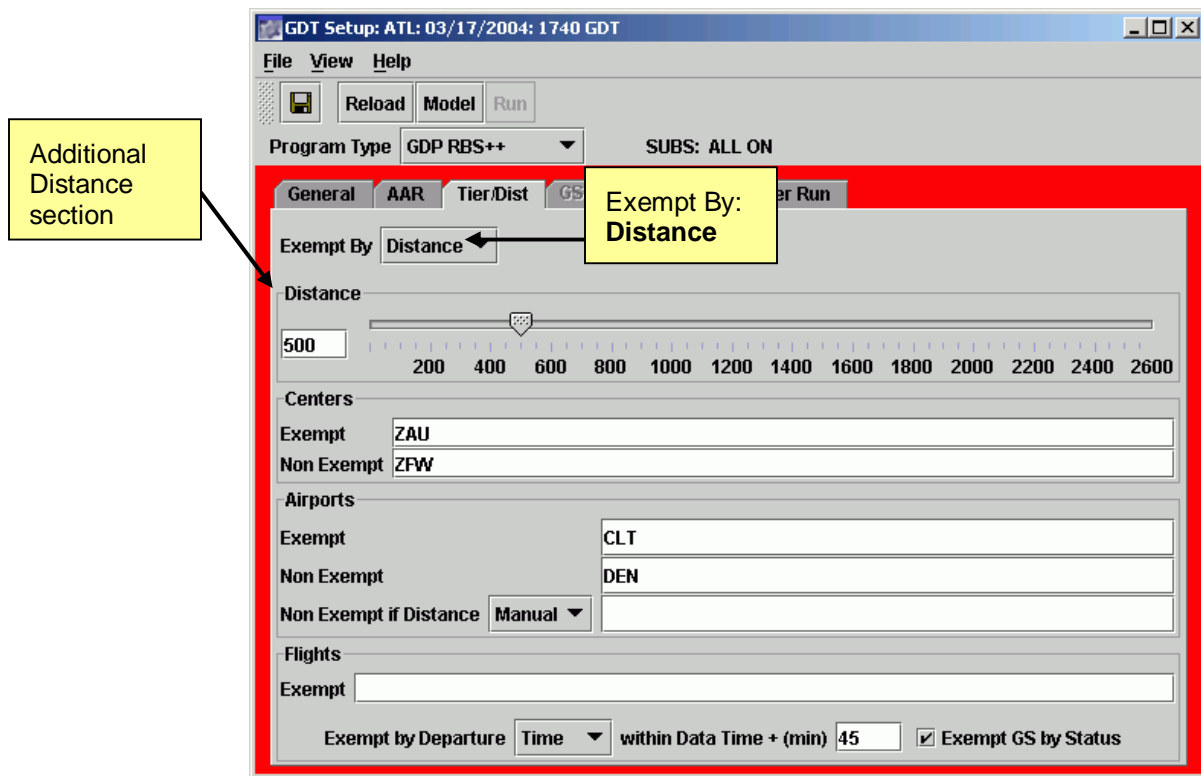 GDT Setup: ATL: 03/17/2004: 1740 GDT
File View Help
Reload Model Run
Program Type GDP RBS++ SUBS: ALL ON
Additional
Distance
section
General AAR Tier/Dist GS er Run
Exempt By:
Distance
Exempt By Distance
Distance
500
200 400 600 800 1000 1200 1400 1600 1800 2000 2200 2400 2600
Centers
Exempt ZAU
Non Exempt ZFW
Airports
Exempt CLT
Non Exempt DEN
Non Exempt if Distance Manual
Flights
Exempt
Exempt by Departure Time within Data Time + (min) 45 Exempt GS by Status